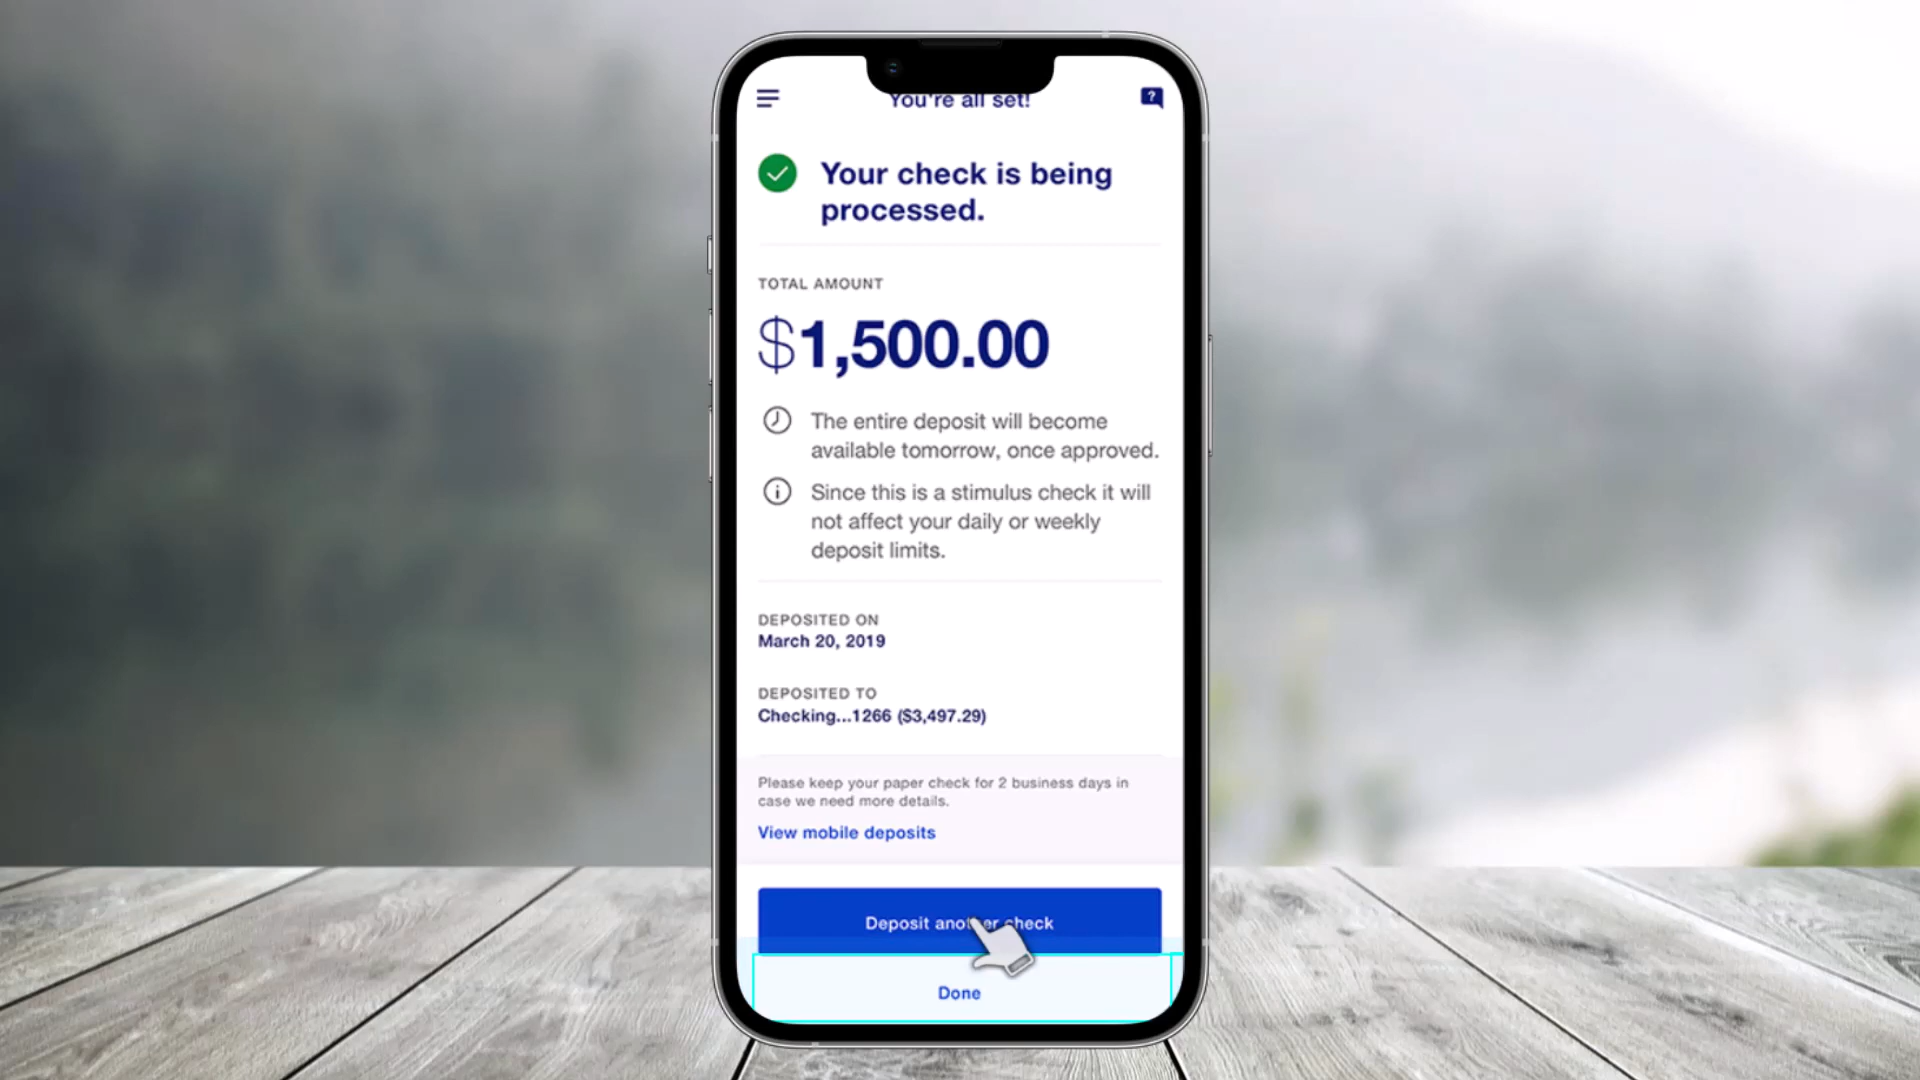 You're all set!
Your check is being
processed.
TOTAL AMOUNT
$1,500.00
The entire deposit will become
available tomorrow, once approved.
Since this is a stimulus check it will
not affect your daily or weekly
deposit limits.
DEPOSITED ON
March 20, 2019
DEPOSITED TO
Checking...1266 ($3,497.29)
Please keep your paper check for 2 business days in
case we need more details.
View mobile deposits
Deposit another check
Done